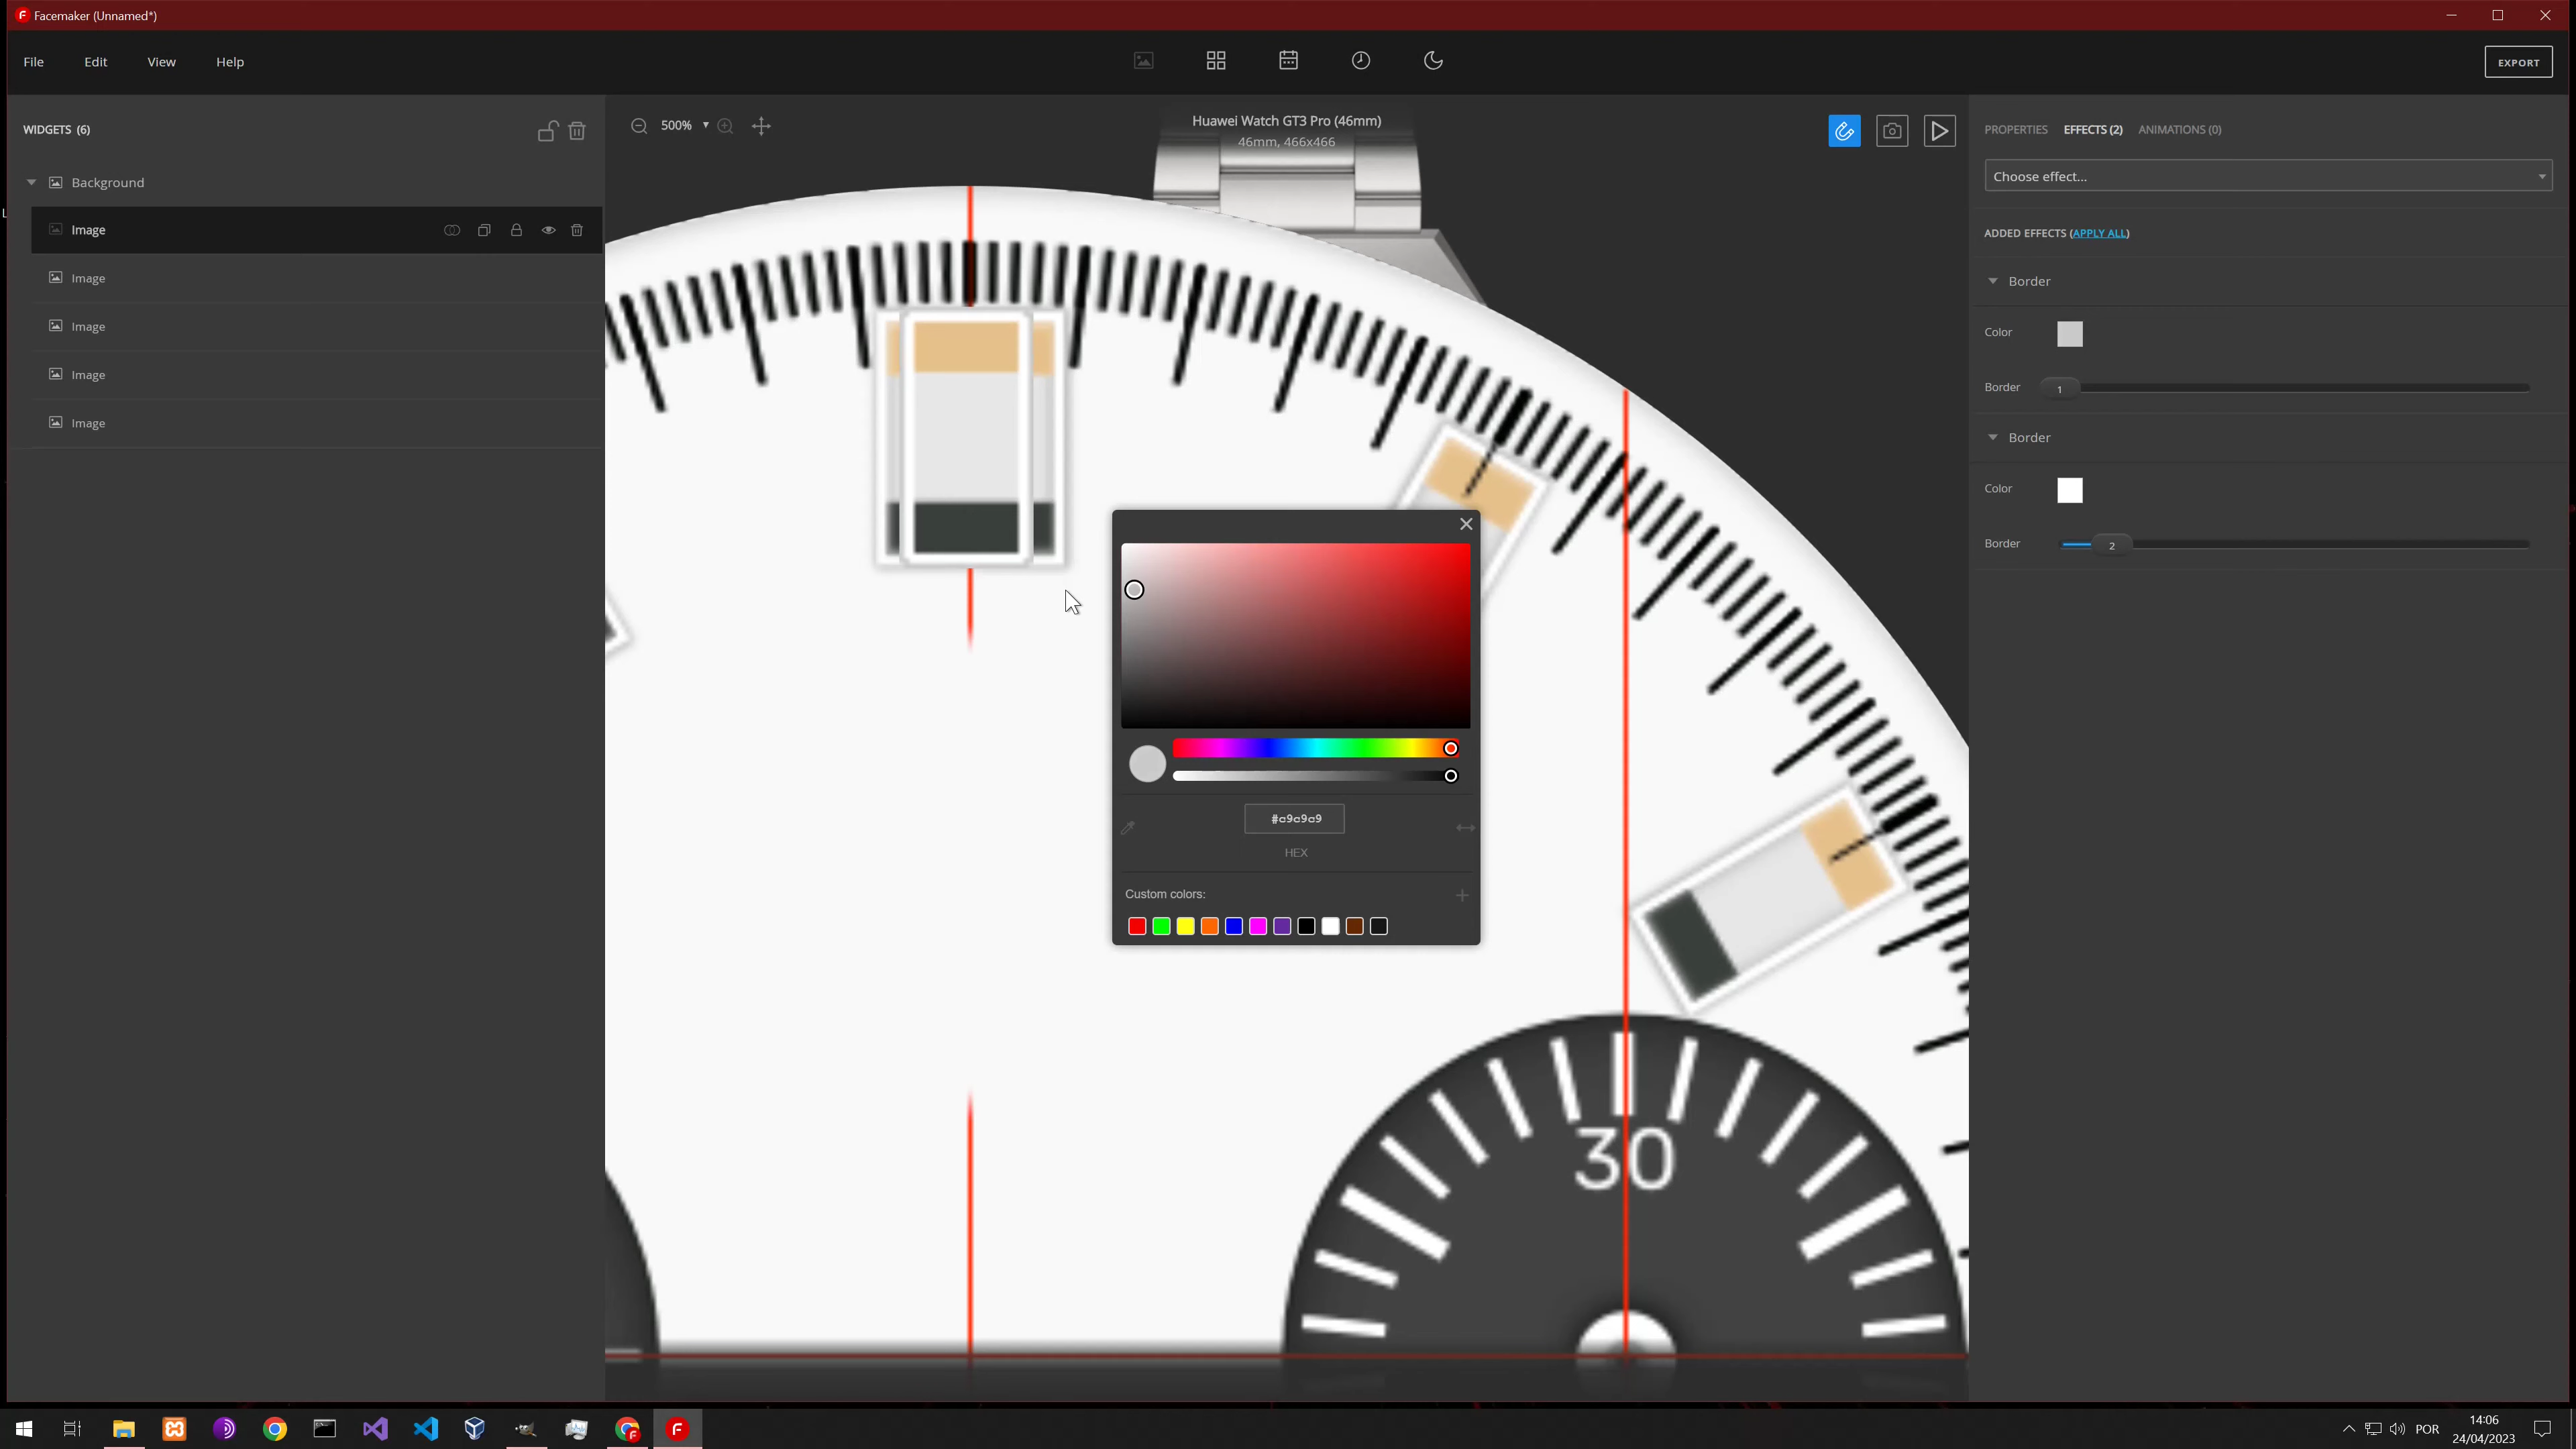 Facemaker (Unnamed*)
File Edit View Help
EXPORT
WIDGETS (6)
Background
Image
Image
Image
Image
Image
500%
Huawei Watch GT3 Pro (46mm)
46mm, 466x466
30
#c9c9c9
HEX
Custom colors:
PROPERTIES EFFECTS (2) ANIMATIONS (0)
Choose effect...
ADDED EFFECTS (APPLY ALL)
Border
Color
Border 1
Border
Color
Border 2
POR
14:06
24/04/2023